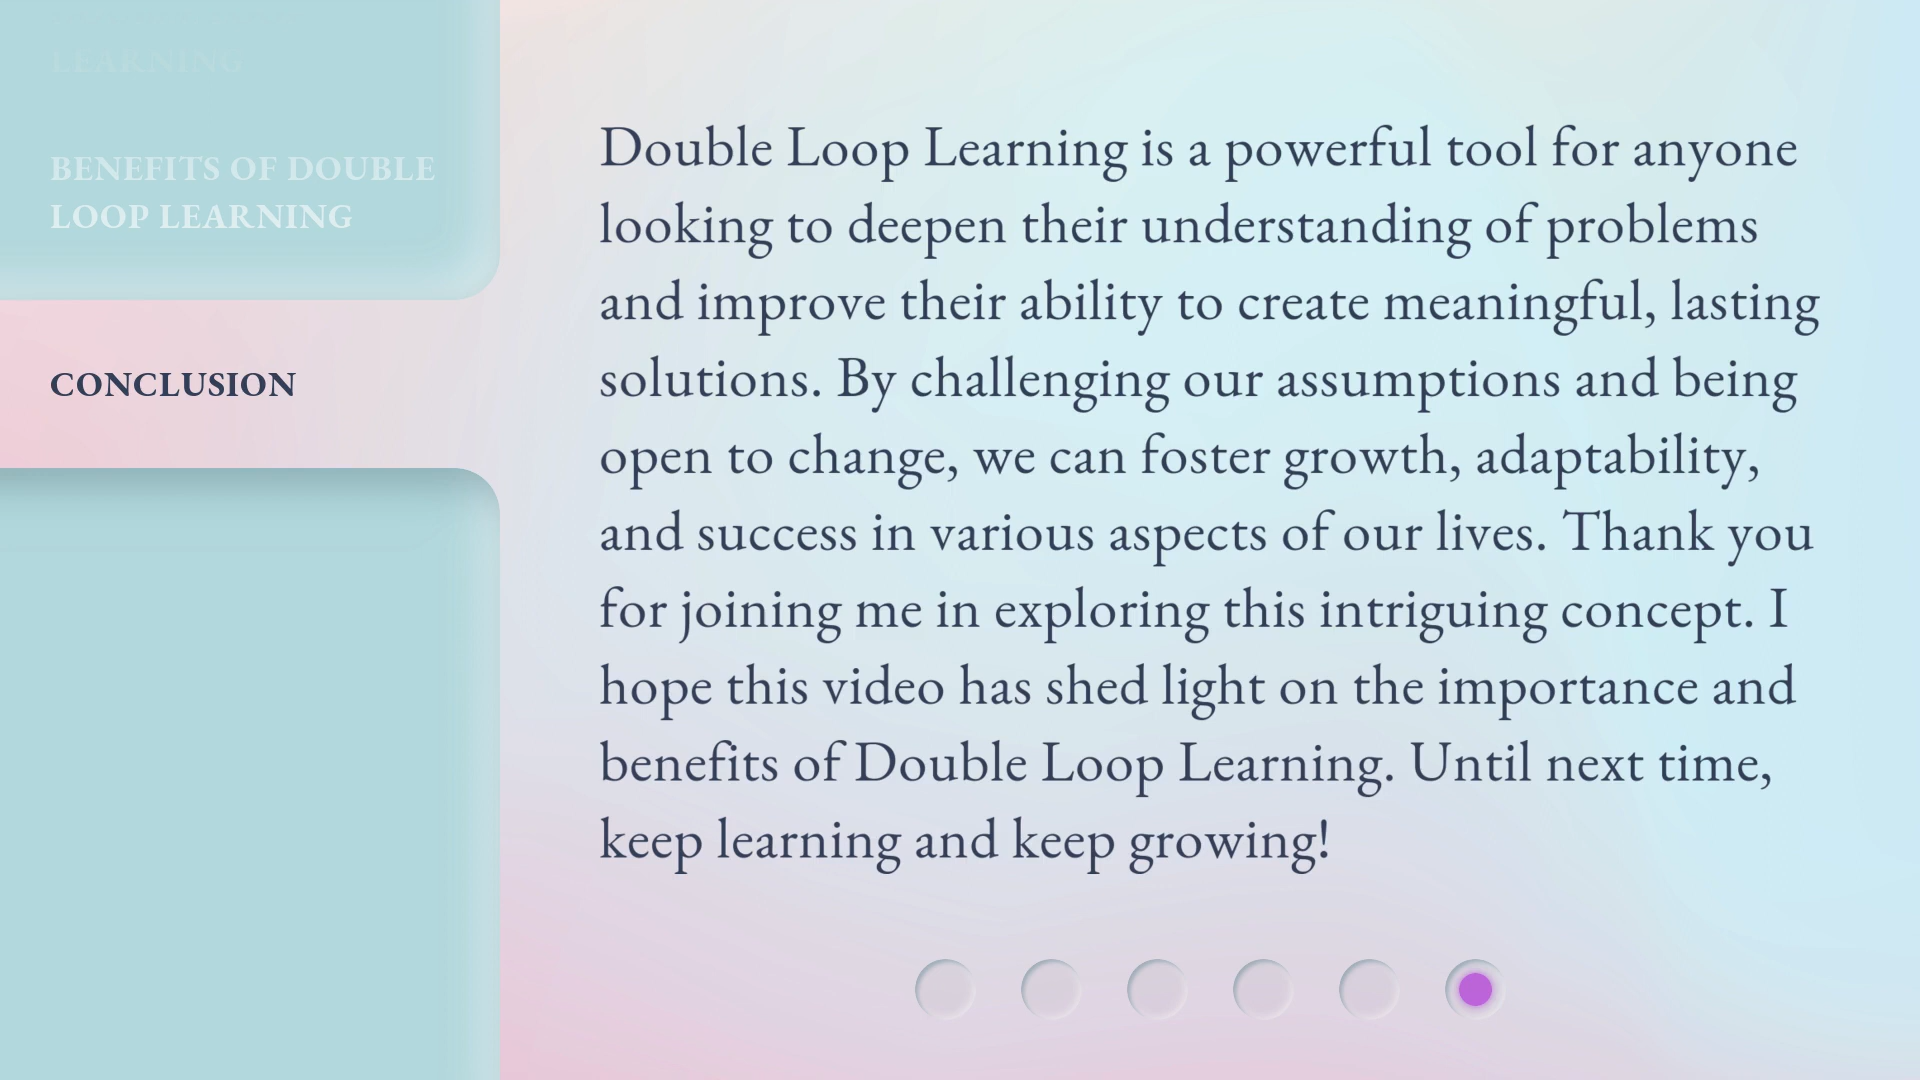 LEARNING
BENEFITS OF DOUBLE
LOOP LEARNING
CONCLUSION
Double Loop Learning is a powerful tool for anyone
looking to deepen their understanding of problems
and improve their ability to create meaningful, lasting
solutions. By challenging our assumptions and being
open to change, we can foster growth, adaptability,
and success in various aspects of our lives. Thank you
for joining me in exploring this intriguing concept. I
hope this video has shed light on the importance and
benefits of Double Loop Learning. Until next time,
keep learning and keep growing!